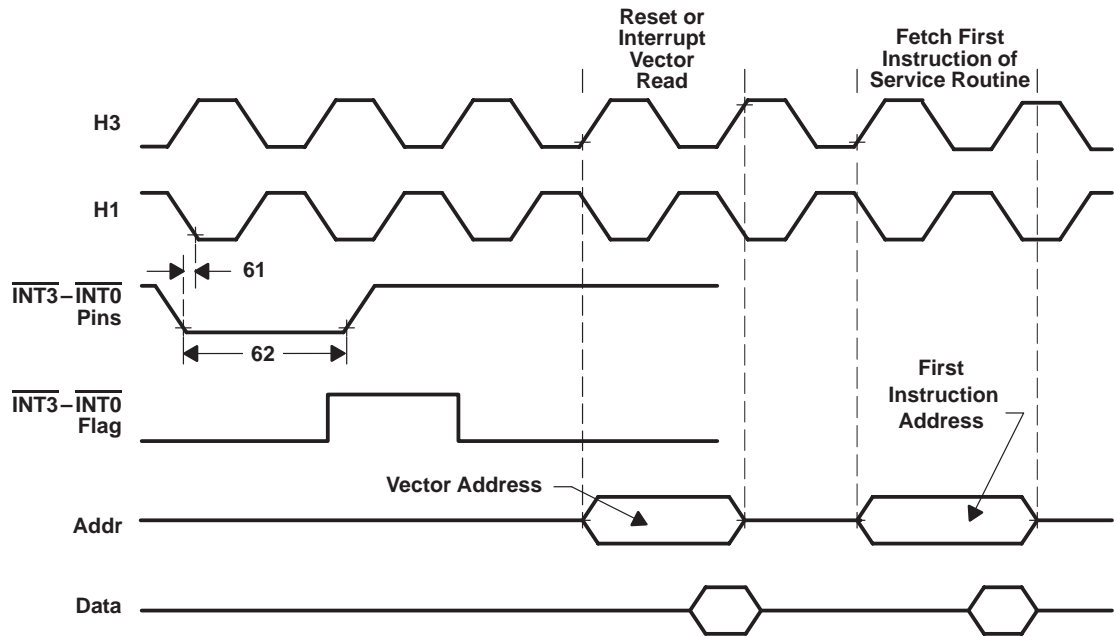 Reset or
Interrupt
Vector
Read
Fetch First
Instruction of
Service Routine
H3
H1
61
INT3–INT0
Pins
62
INT3–INT0
Flag
First
Instruction
Address
Vector Address
Addr
Data